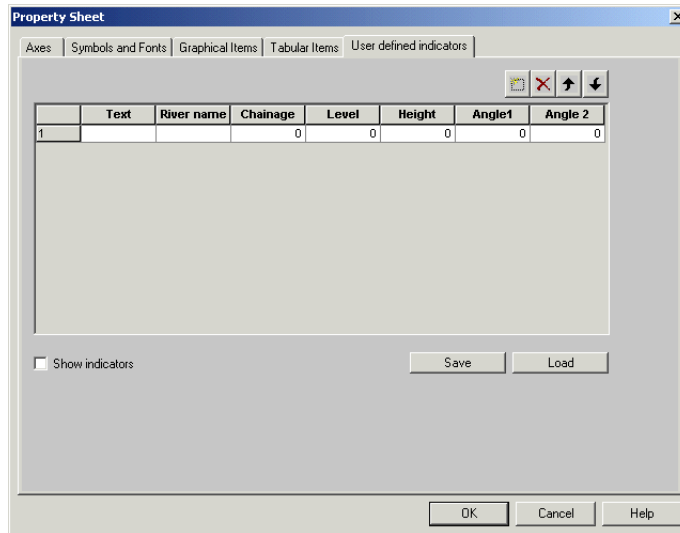 Property Sheet
Axes Symbols and Fonts Graphical Items Tabular Items User defined indicators
Text River name Chainage Level Height Angle1 Angle 2
1 0 0 0 0 0
Show indicators Save Load
OK Cancel Help